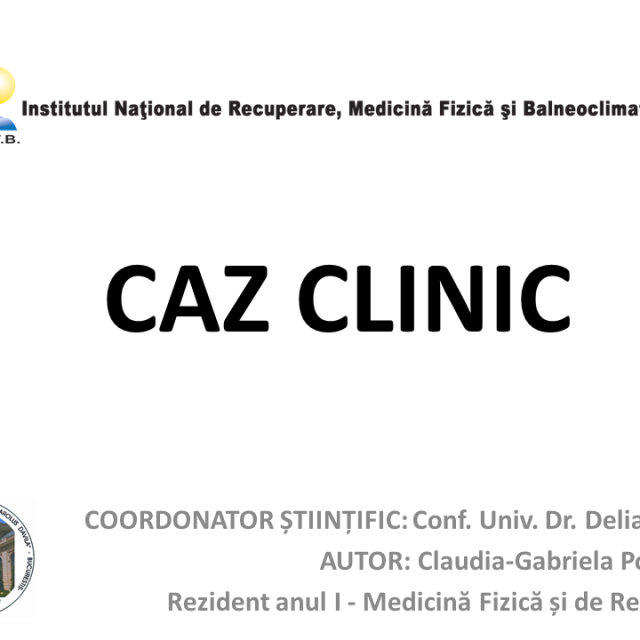 Institutul Naţional de Recuperare, Medicină Fizică şi Balneoclima
.B.
CAZ CLINIC
COORDONATOR ȘTIINȚIFIC: Conf. Univ. Dr. Delia
AUTOR: Claudia-Gabriela Po
Rezident anul I - Medicină Fizică și de Re